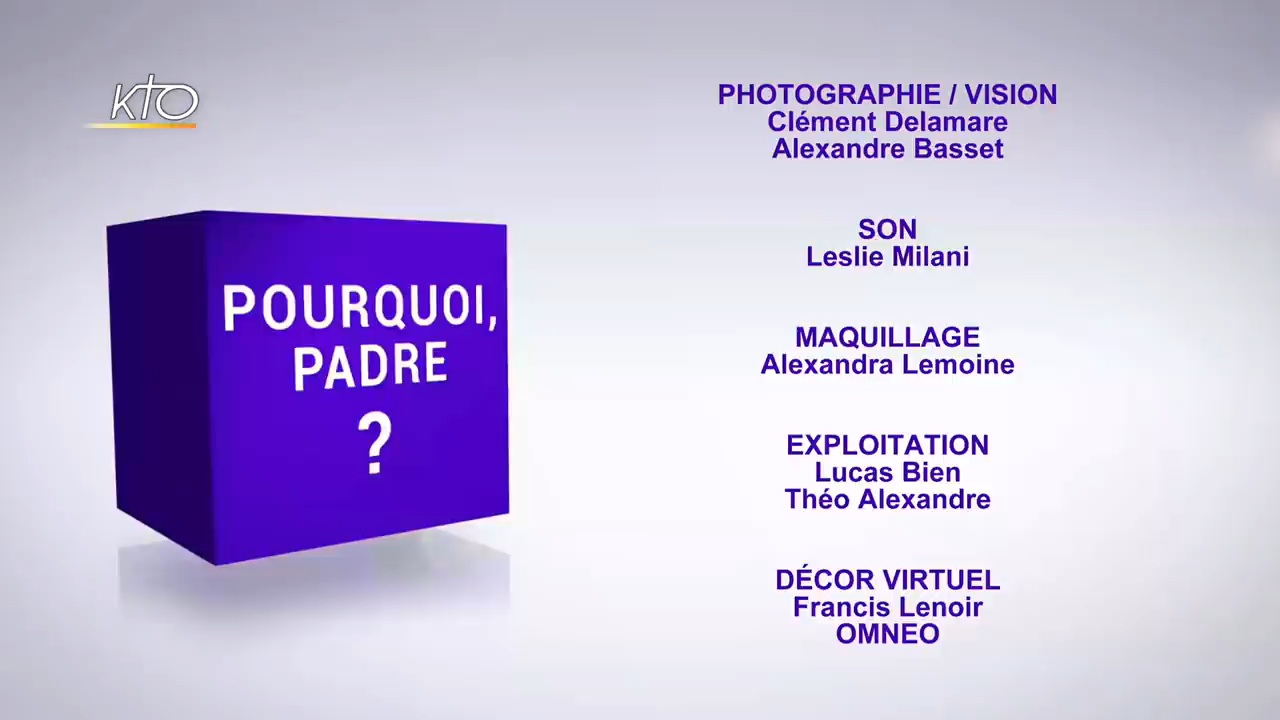 KTO
POURQUOI,
PADRE
?
PHOTOGRAPHIE / VISION
Clément Delamare
Alexandre Basset
SON
Leslie Milani
MAQUILLAGE
Alexandra Lemoine
EXPLOITATION
Lucas Bien
Théo Alexandre
DÉCOR VIRTUEL
Francis Lenoir
OMNEO